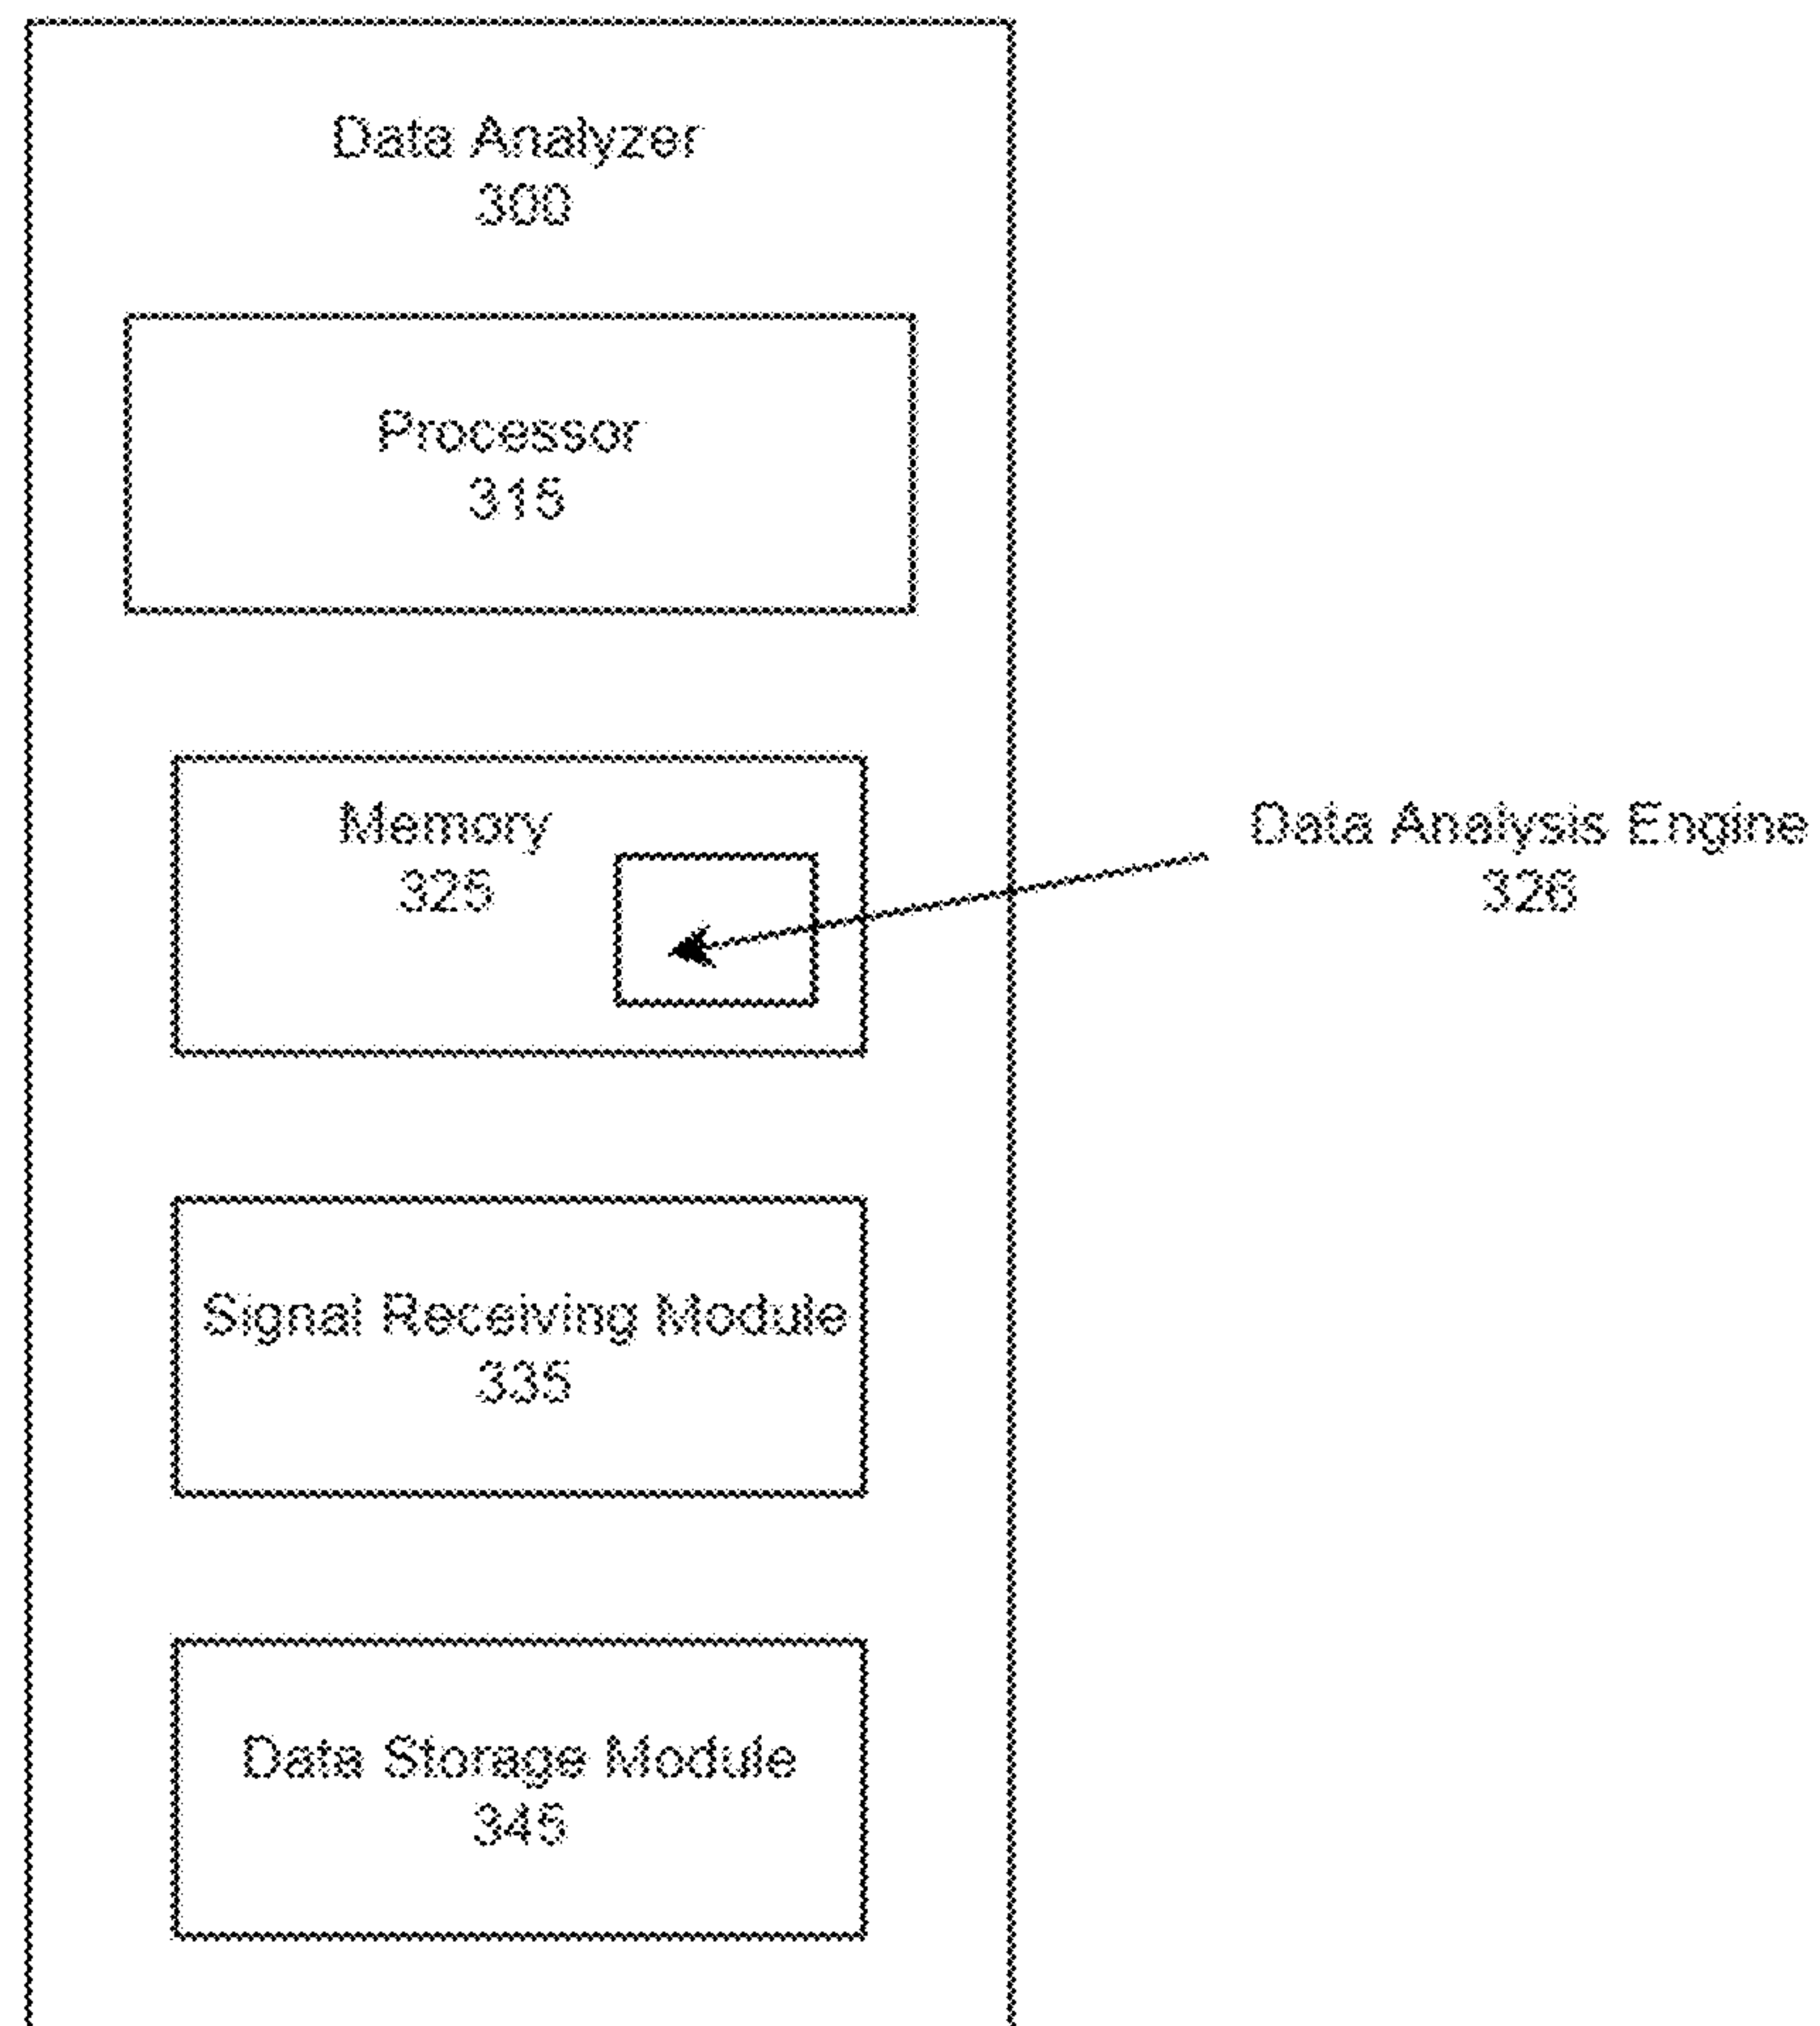 Data Analyzer
300
Processor
315
Memory
325
Data Analysis Engine
326
Signal Receiving Module
335
Data Storage Module
345